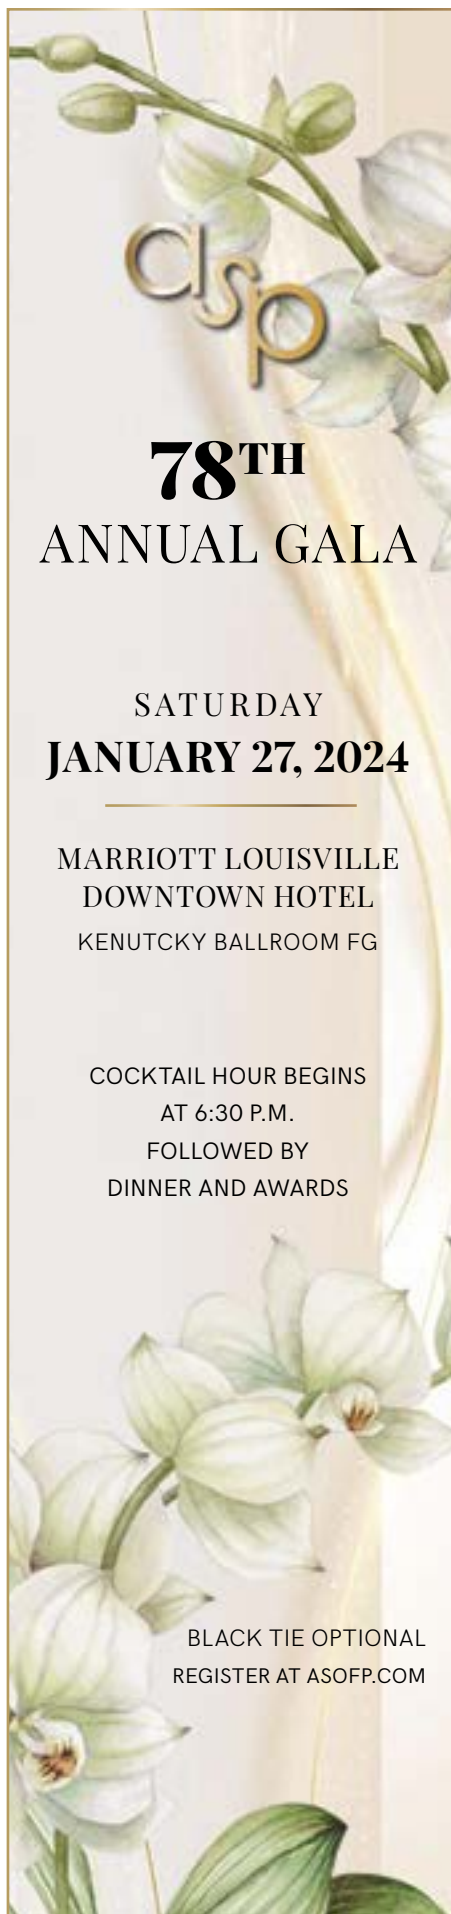 asp
78TH
ANNUAL GALA
SATURDAY
JANUARY 27, 2024
MARRIOTT LOUISVILLE
DOWNTOWN HOTEL
KENUTCKY BALLROOM FG
COCKTAIL HOUR BEGINS
AT 6:30 P.M.
FOLLOWED BY
DINNER AND AWARDS
BLACK TIE OPTIONAL
REGISTER AT ASOFP.COM